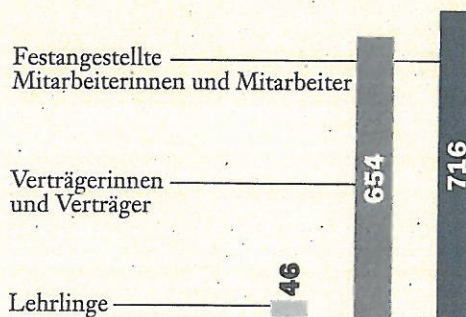 Festangestellte
Mitarbeiterinnen und Mitarbeiter
716
Verträgerinnen
und Verträger
654
Lehrlinge
46